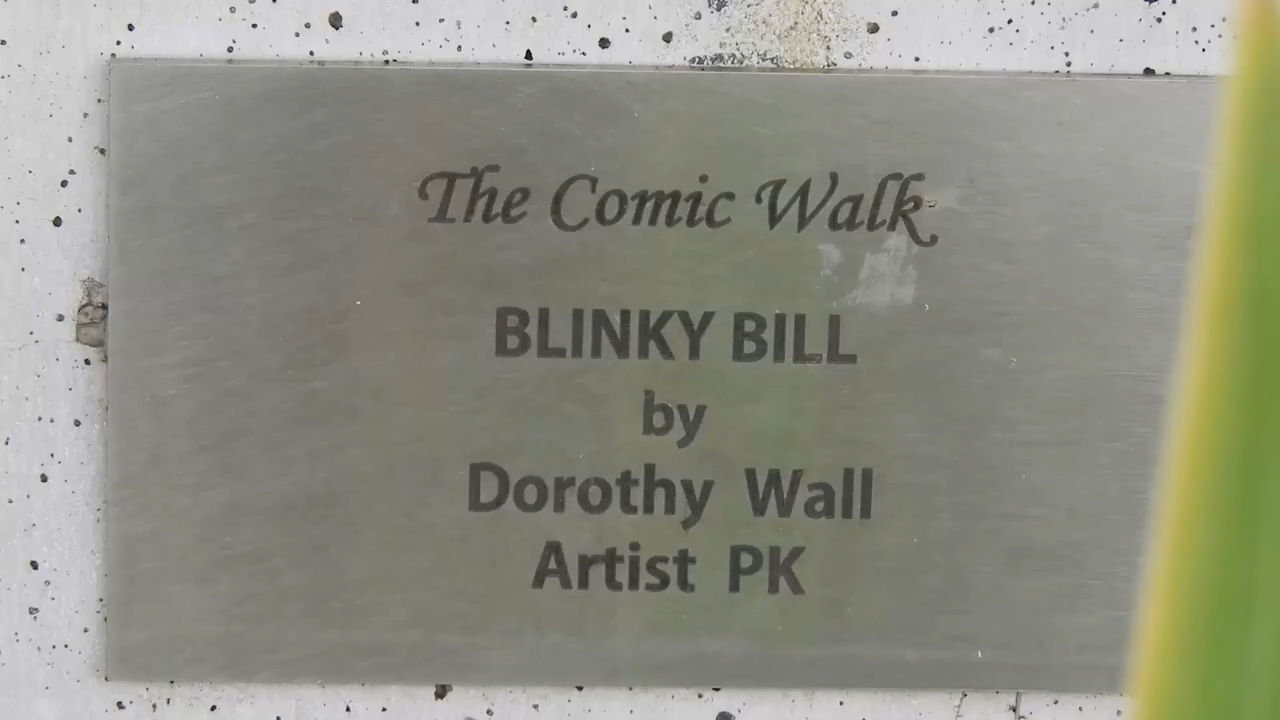 The Comic Walk
BLINKY BILL
by
Dorothy Wall
Artist PK